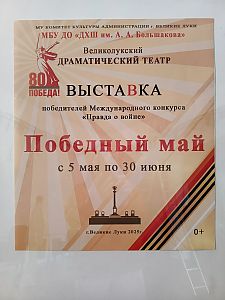 МУ КОМИТЕТ КУЛЬТУРЫ АДМИНИСТРАЦИИ г. ВЕЛИКИЕ ЛУКИ
МБУ ДО «ДХШ им. А. А. Большакова»
Великолукский
ДРАМАТИЧЕСКИЙ ТЕАТР
80
ПОБЕДА!
ВЫСТАВКА
победителей Международного конкурса
«Правда о войне»
Победный май
с 5 мая по 30 июня
г.Великие Луки 2025г.
0+